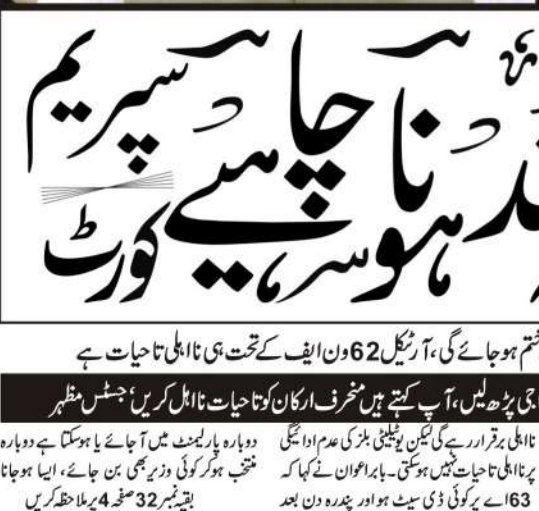 ہونا چاہیے سپریم
کورٹ
ختم ہوجائے گی، آرٹیکل 62 ون ایف کے تحت ہی نااہلی تاحیات ہے
پڑھ لیں، آپ کہتے ہیں منحرف ارکان کو تاحیات نااہل کریں، جسٹس مظہر
نااہلی برقرار رہے گی لیکن یوٹیلیٹی بلز کی عدم ادائیگی
پر نااہلی تاحیات نہیں ہوسکتی۔ بابر اعوان نے کہا کہ
63 اے پر کوئی ڈی سیٹ ہو اور پندرہ دن بعد
دوبارہ پارلیمنٹ میں آجائے یا ہوسکتا ہے دوبارہ
منتخب ہوکر کوئی وزیر بھی بن جائے، ایسا ہوجانا
بقیہ نمبر 32 صفحہ 4 پر ملاحظہ کریں